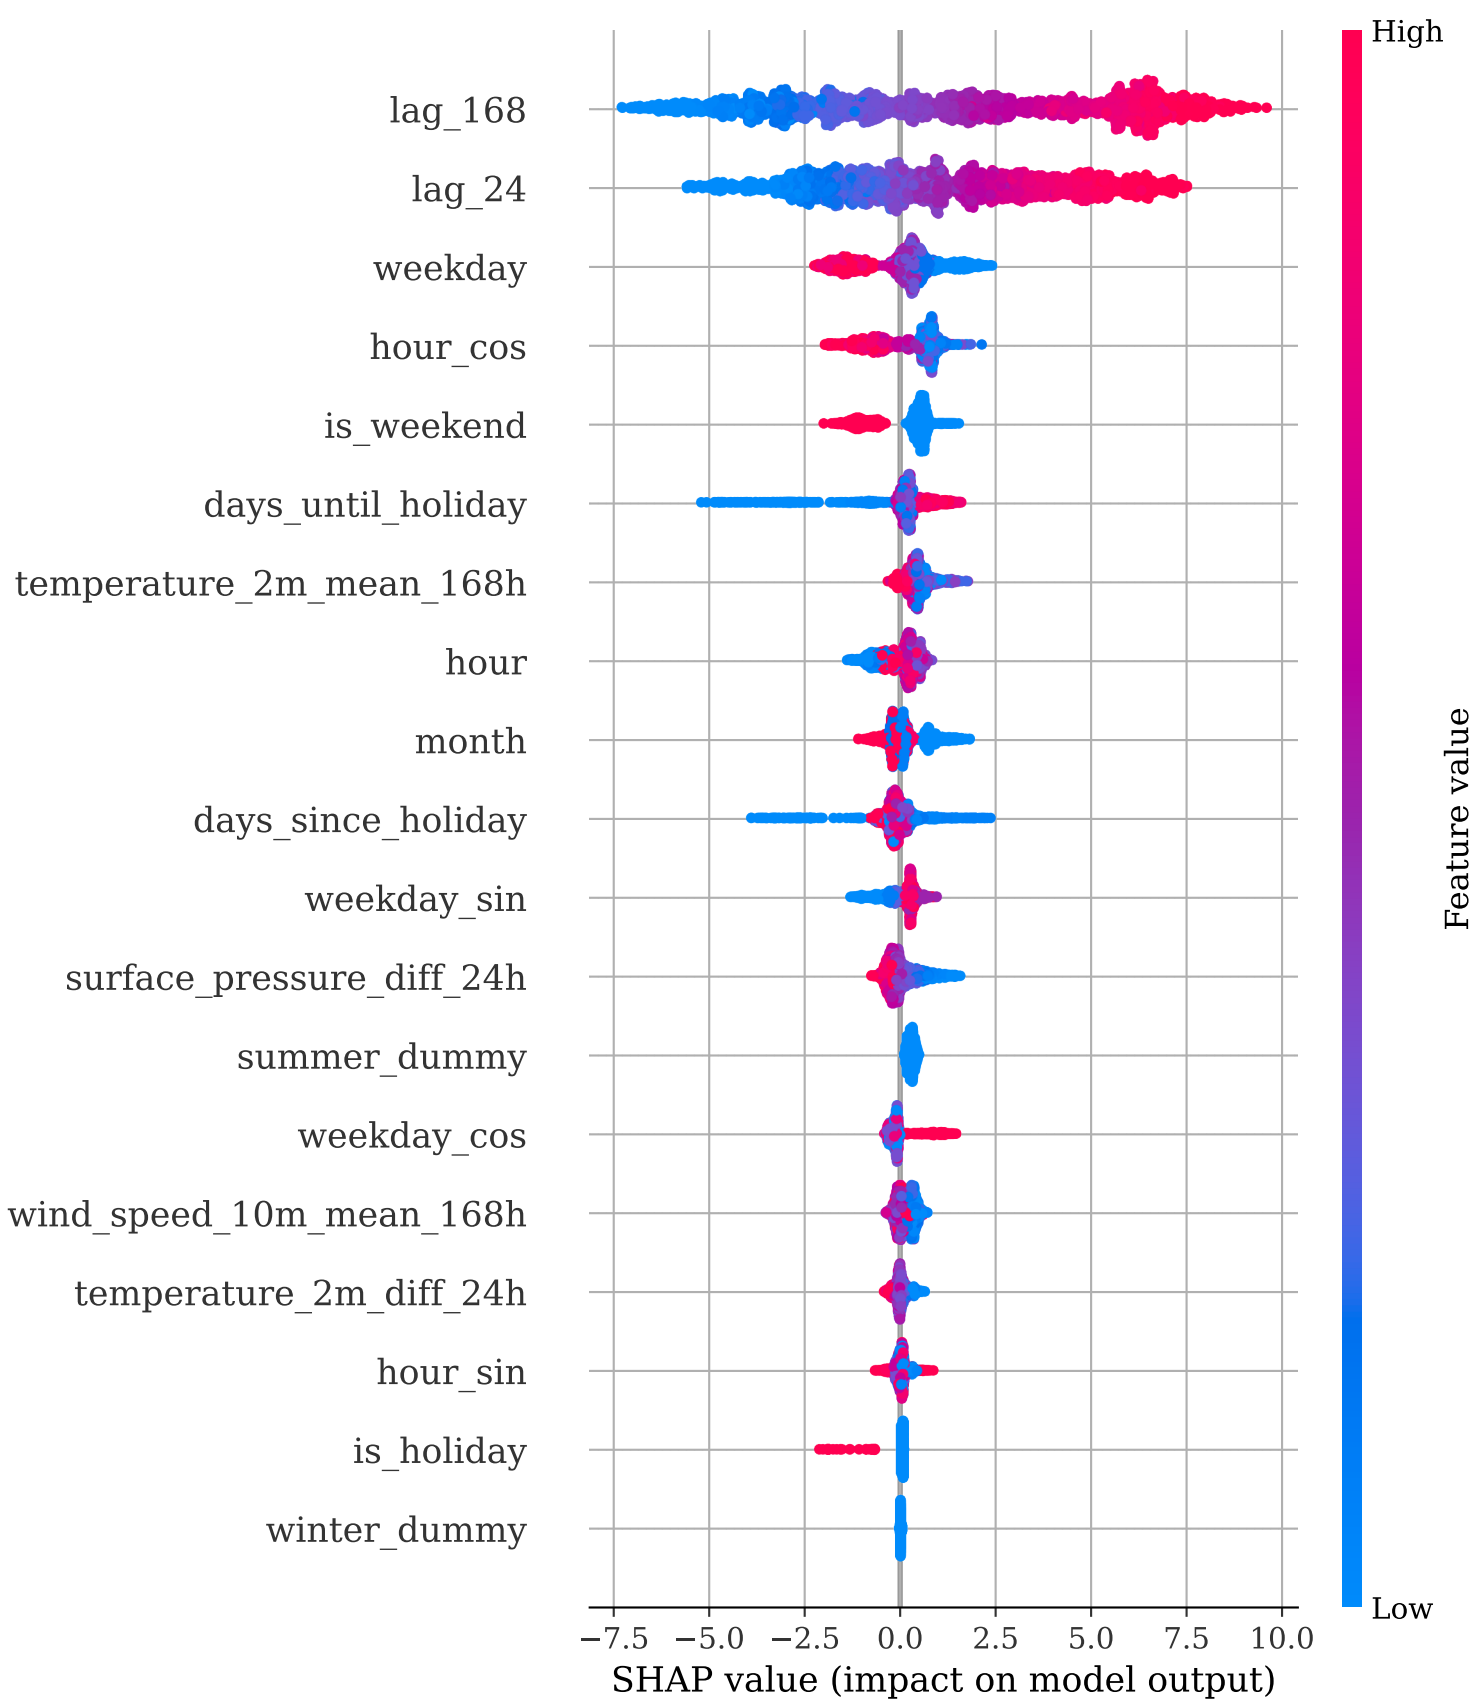 High
lag_168
lag_24
weekday
hour_cos
is_weekend
days_until_holiday
temperature_2m_mean_168h
hour
month
days_since_holiday
weekday_sin
surface_pressure_diff_24h
summer_dummy
weekday_cos
wind_speed_10m_mean_168h
temperature_2m_diff_24h
hour_sin
is_holiday
winter_dummy
Feature value
Low
−7.5 −5.0 −2.5 0.0 2.5 5.0 7.5 10.0
SHAP value (impact on model output)